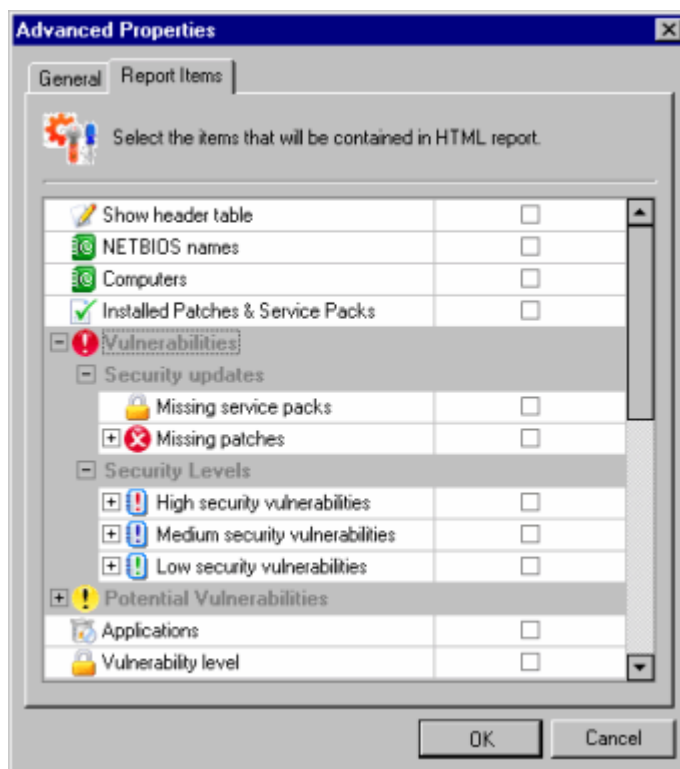 Advanced Properties
General Report Items
Select the items that will be contained in HTML report.
Show header table
NETBIOS names
Computers
Installed Patches & Service Packs
Vulnerabilities
Security updates
Missing service packs
Missing patches
Security Levels
High security vulnerabilities
Medium security vulnerabilities
Low security vulnerabilities
Potential Vulnerabilities
Applications
Vulnerability level
OK Cancel